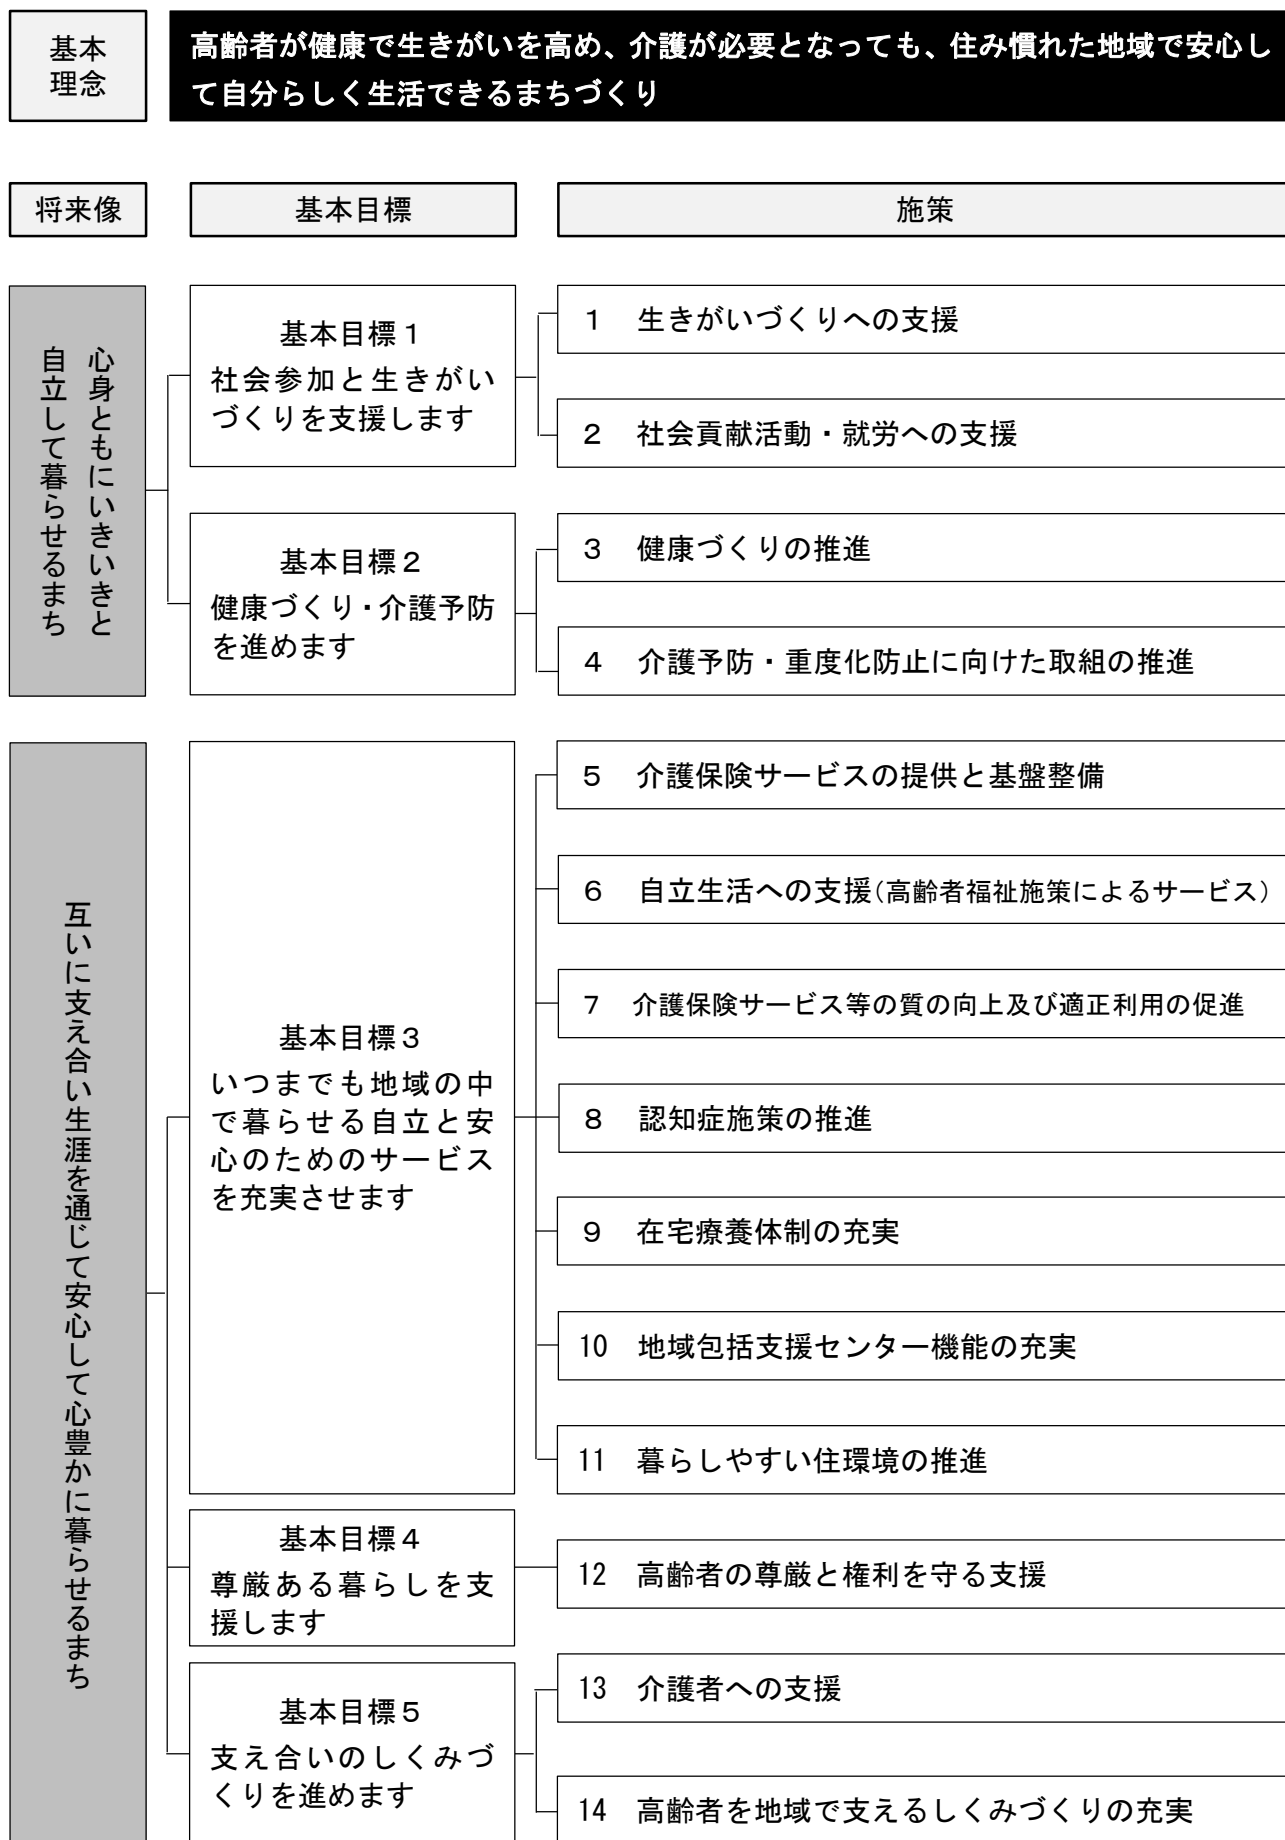 基本
理念
高齢者が健康で生きがいを高め、介護が必要となっても、住み慣れた地域で安心し
て自分らしく生活できるまちづくり
将来像
基本目標
施策
心身ともにいきいきと
自立して暮らせるまち
基本目標１
社会参加と生きがい
づくりを支援します
１　生きがいづくりへの支援
２　社会貢献活動・就労への支援
基本目標２
健康づくり・介護予防
を進めます
３　健康づくりの推進
４　介護予防・重度化防止に向けた取組の推進
互いに支え合い生涯を通じて安心して心豊かに暮らせるまち
基本目標３
いつまでも地域の中
で暮らせる自立と安
心のためのサービス
を充実させます
５　介護保険サービスの提供と基盤整備
６　自立生活への支援(高齢者福祉施策によるサービス)
７　介護保険サービス等の質の向上及び適正利用の促進
８　認知症施策の推進
９　在宅療養体制の充実
10　地域包括支援センター機能の充実
11　暮らしやすい住環境の推進
基本目標４
尊厳ある暮らしを支
援します
12　高齢者の尊厳と権利を守る支援
基本目標５
支え合いのしくみづ
くりを進めます
13　介護者への支援
14　高齢者を地域で支えるしくみづくりの充実